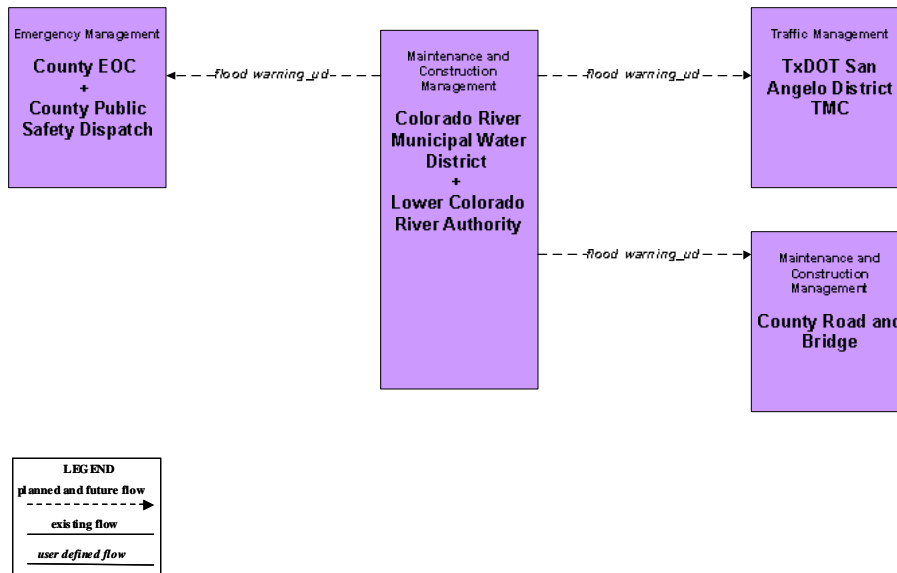 Emergency Management
County EOC
+
County Public
Safety Dispatch
flood warning_ud
Maintenance and
Construction
Management
Colorado River
Municipal Water
District
+
Lower Colorado
River Authority
flood warning_ud
Traffic Management
TxDOT San
Angelo District
TMC
flood warning_ud
Maintenance and
Construction
Management
County Road and
Bridge
LEGEND
planned and future flow
existing flow
user defined flow